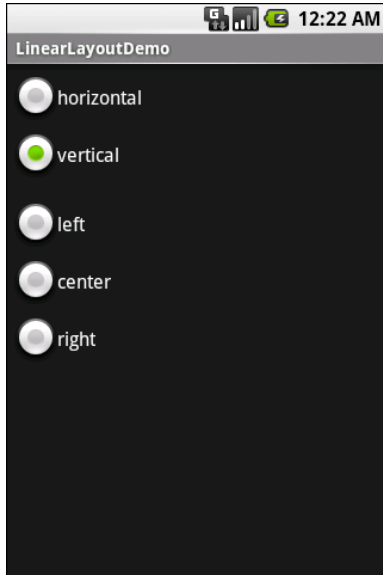 G 12:22 AM
LinearLayoutDemo
horizontal
vertical
left
center
right